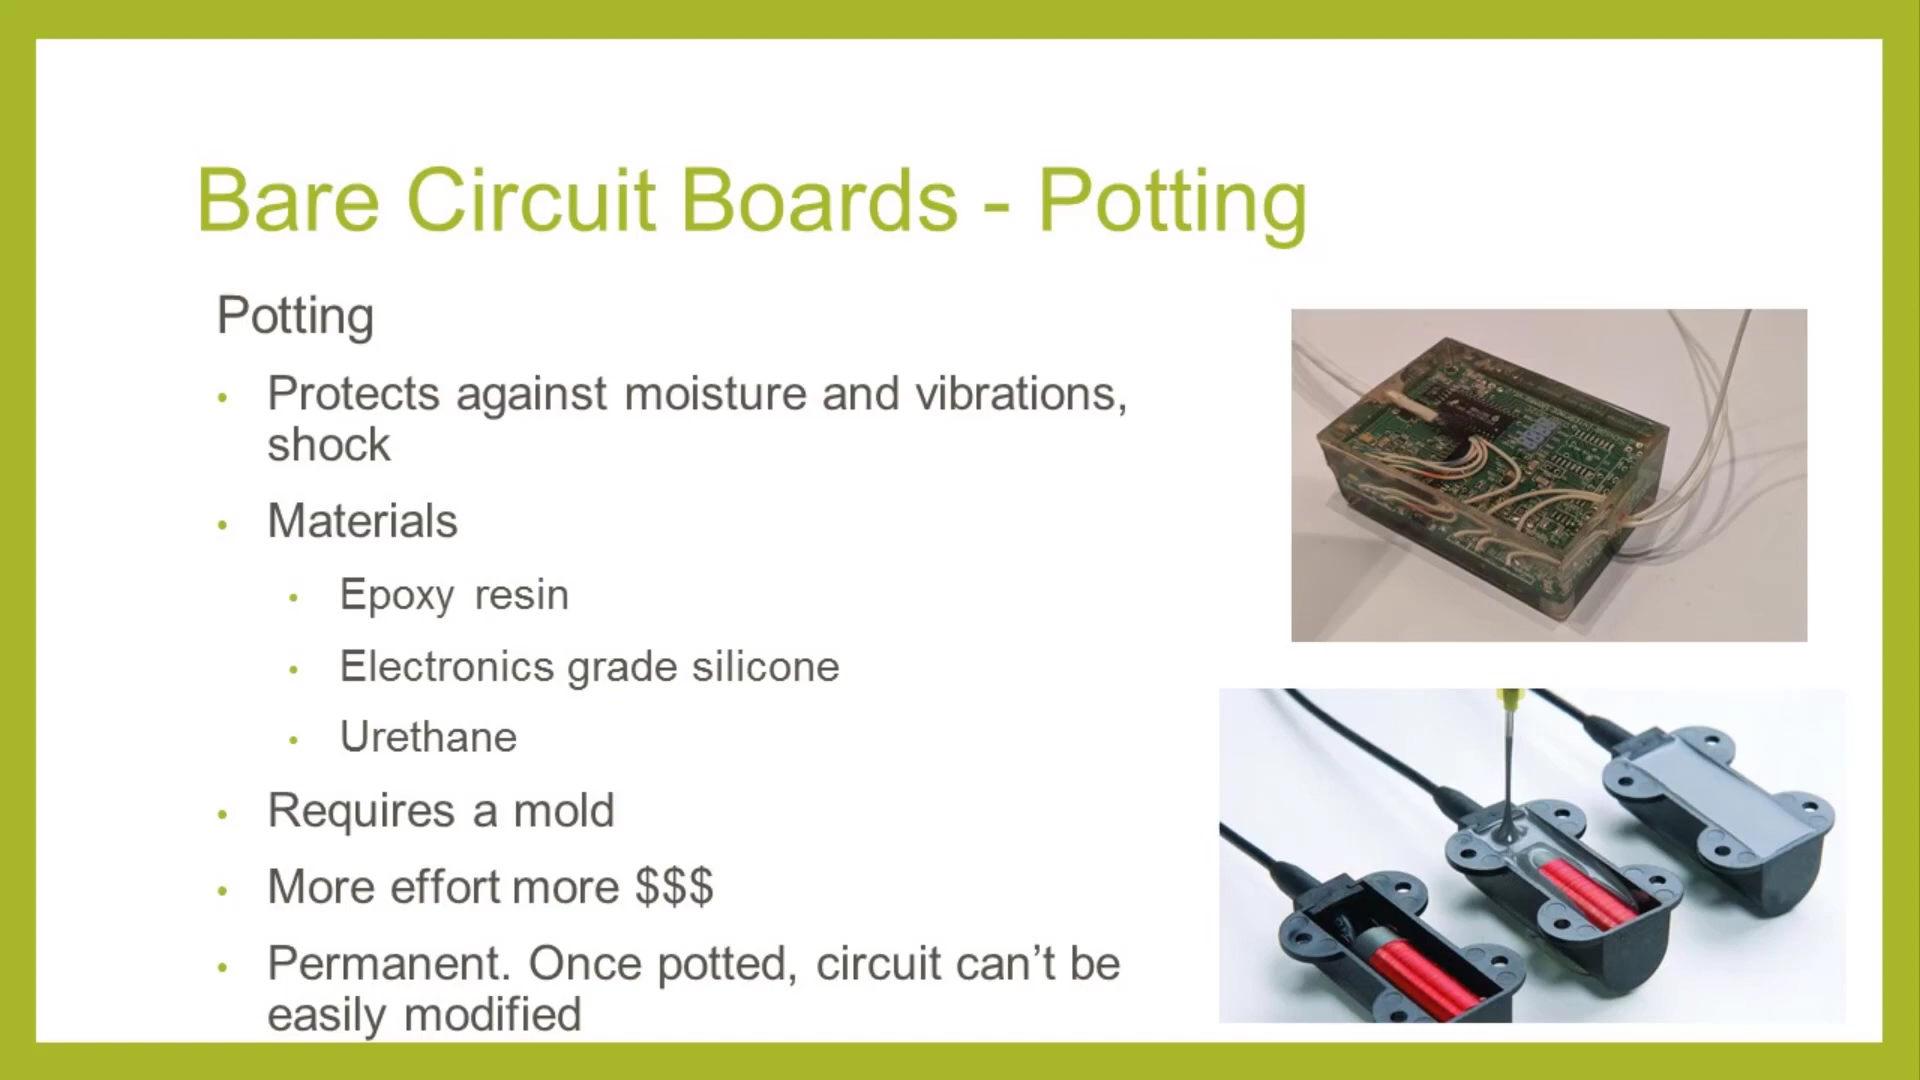 Bare Circuit Boards - Potting
Potting
• Protects against moisture and vibrations,
shock
• Materials
• Epoxy resin
• Electronics grade silicone
• Urethane
• Requires a mold
• More effort more $$$
• Permanent. Once potted, circuit can’t be
easily modified